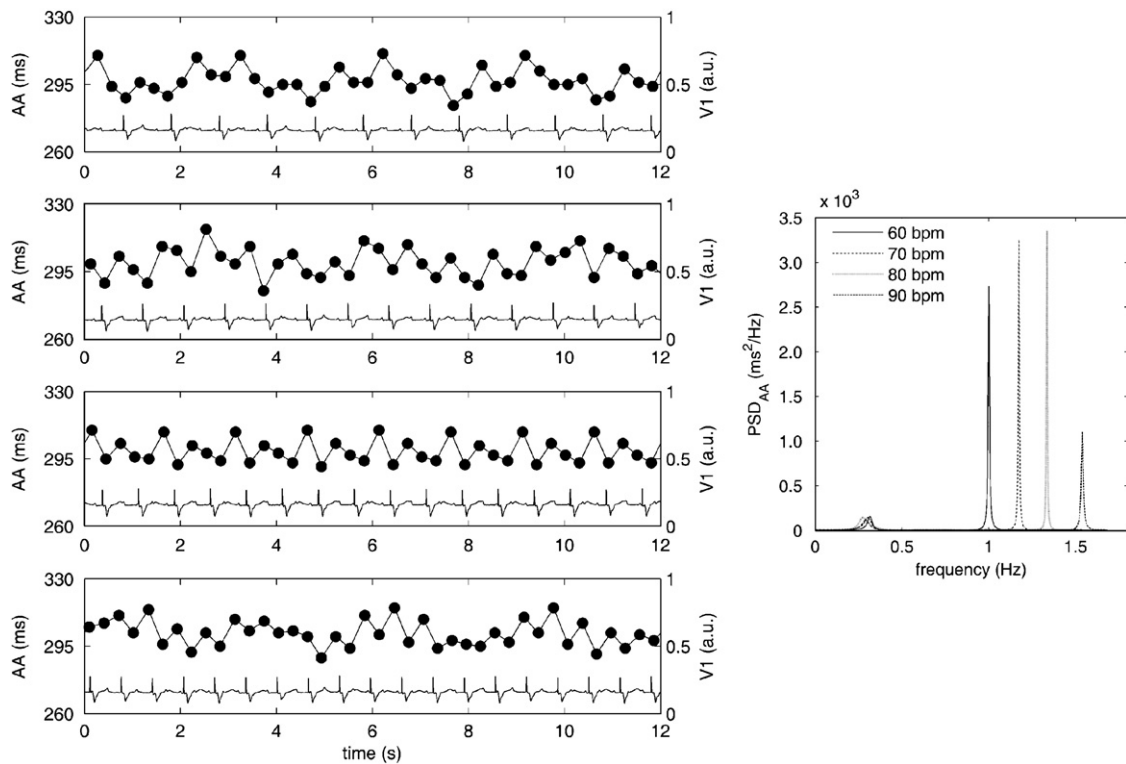 330
295
260
AA (ms)
1
0.5
0
V1 (a.u.)
0 2 4 6 8 10 12
330
295
260
AA (ms)
1
0.5
0
V1 (a.u.)
0 2 4 6 8 10 12
330
295
260
AA (ms)
1
0.5
0
V1 (a.u.)
0 2 4 6 8 10 12
330
295
260
AA (ms)
1
0.5
0
V1 (a.u.)
0 2 4 6 8 10 12
time (s)
x 10³
3.5
3.0
2.5
2.0
1.5
1.0
0.5
0
PSD_AA (ms²/Hz)
60 bpm
70 bpm
80 bpm
90 bpm
0 0.5 1 1.5
frequency (Hz)